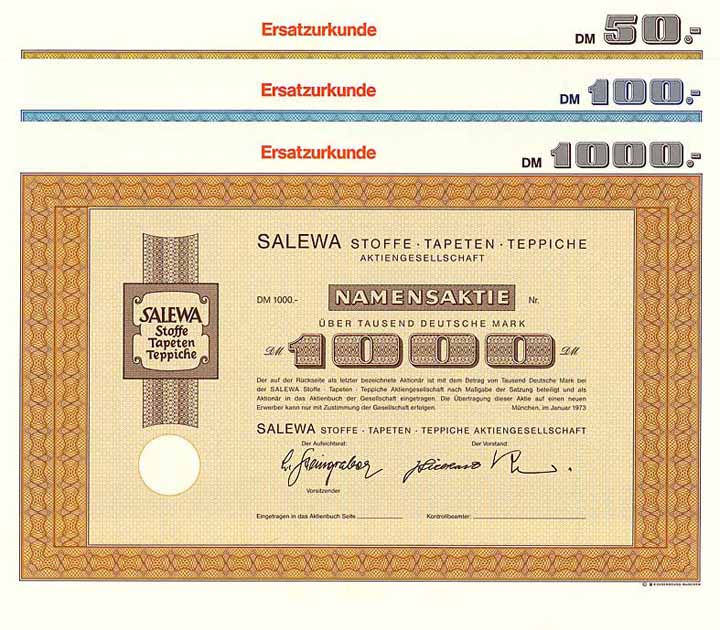 Ersatzurkunde DM 50.-
Ersatzurkunde DM 100.-
Ersatzurkunde DM 1000.-
SALEWA STOFFE · TAPETEN · TEPPICHE
AKTIENGESELLSCHAFT
SALEWA
Stoffe
Tapeten
Teppiche
DM 1000.- NAMENSAKTIE Nr.
ÜBER TAUSEND DEUTSCHE MARK
DM 1000 DM
Der auf der Rückseite als letzter bezeichnete Aktionär ist mit dem Betrag von Tausend Deutsche Mark bei
der SALEWA Stoffe · Tapeten · Teppiche Aktiengesellschaft nach Maßgabe der Satzung beteiligt und als
Aktionär in das Aktienbuch der Gesellschaft eingetragen. Die Übertragung dieser Aktie auf einen neuen
Erwerber kann nur mit Zustimmung der Gesellschaft erfolgen. München, im Januar 1973
SALEWA STOFFE · TAPETEN · TEPPICHE AKTIENGESELLSCHAFT
Der Aufsichtsrat: Der Vorstand:
Vorsitzender
Eingetragen in das Aktienbuch Seite Kontrollbeamter: